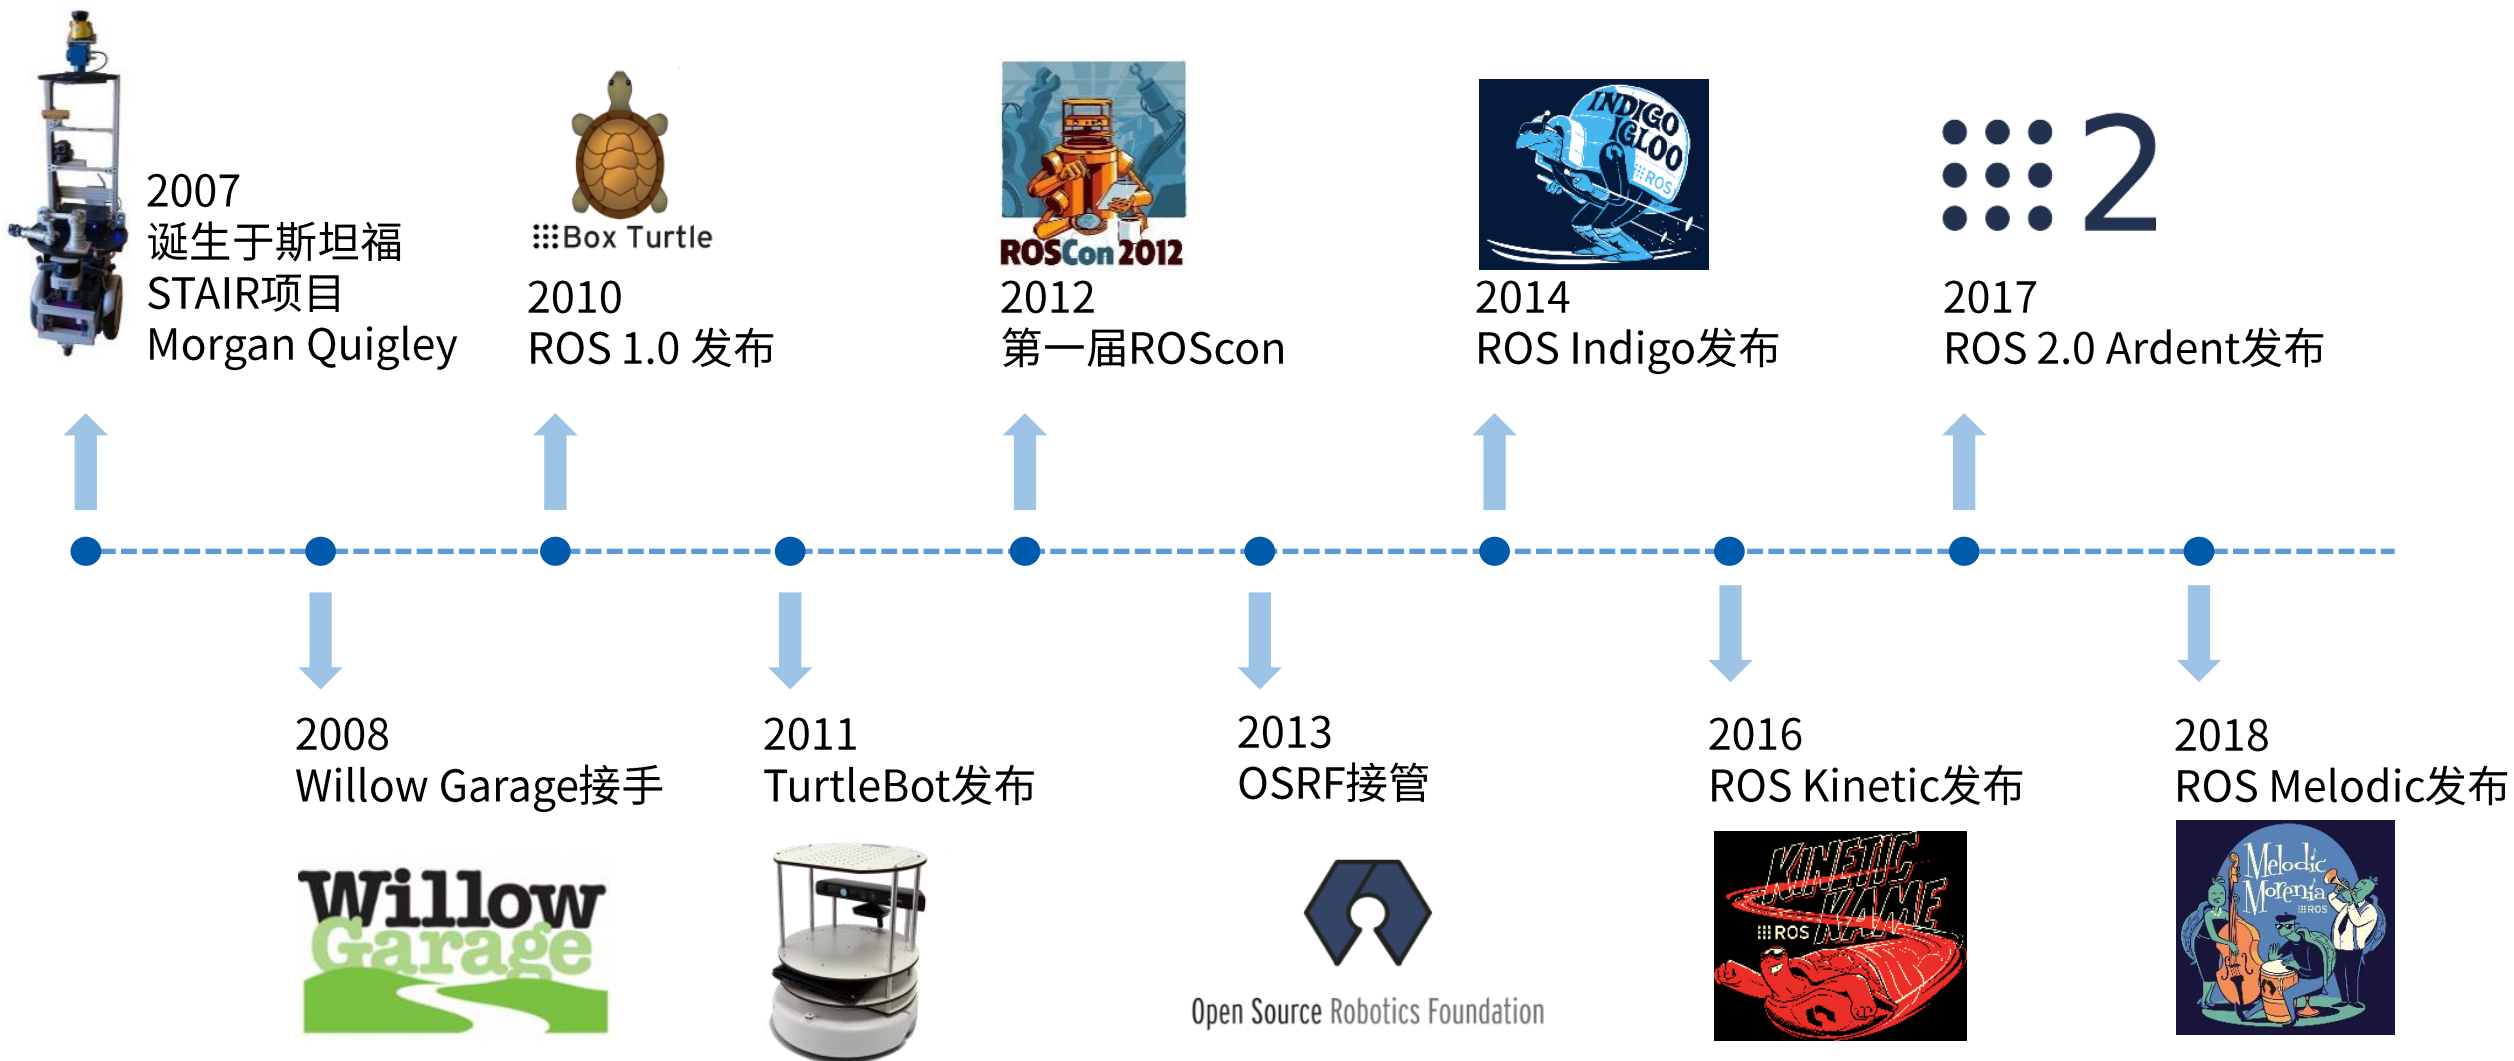 2007
诞生于斯坦福
STAIR项目
Morgan Quigley
Box Turtle
2010
ROS 1.0 发布
ROSCon 2012
2012
第一届ROScon
INDIGO
IGLOO
ROS
2014
ROS Indigo发布
2
2017
ROS 2.0 Ardent发布
2008
Willow Garage接手
Willow
Garage
2011
TurtleBot发布
2013
OSRF接管
Open Source Robotics Foundation
2016
ROS Kinetic发布
KINETIC
KAME
ROS
2018
ROS Melodic发布
Melodic
Morenia
ROS